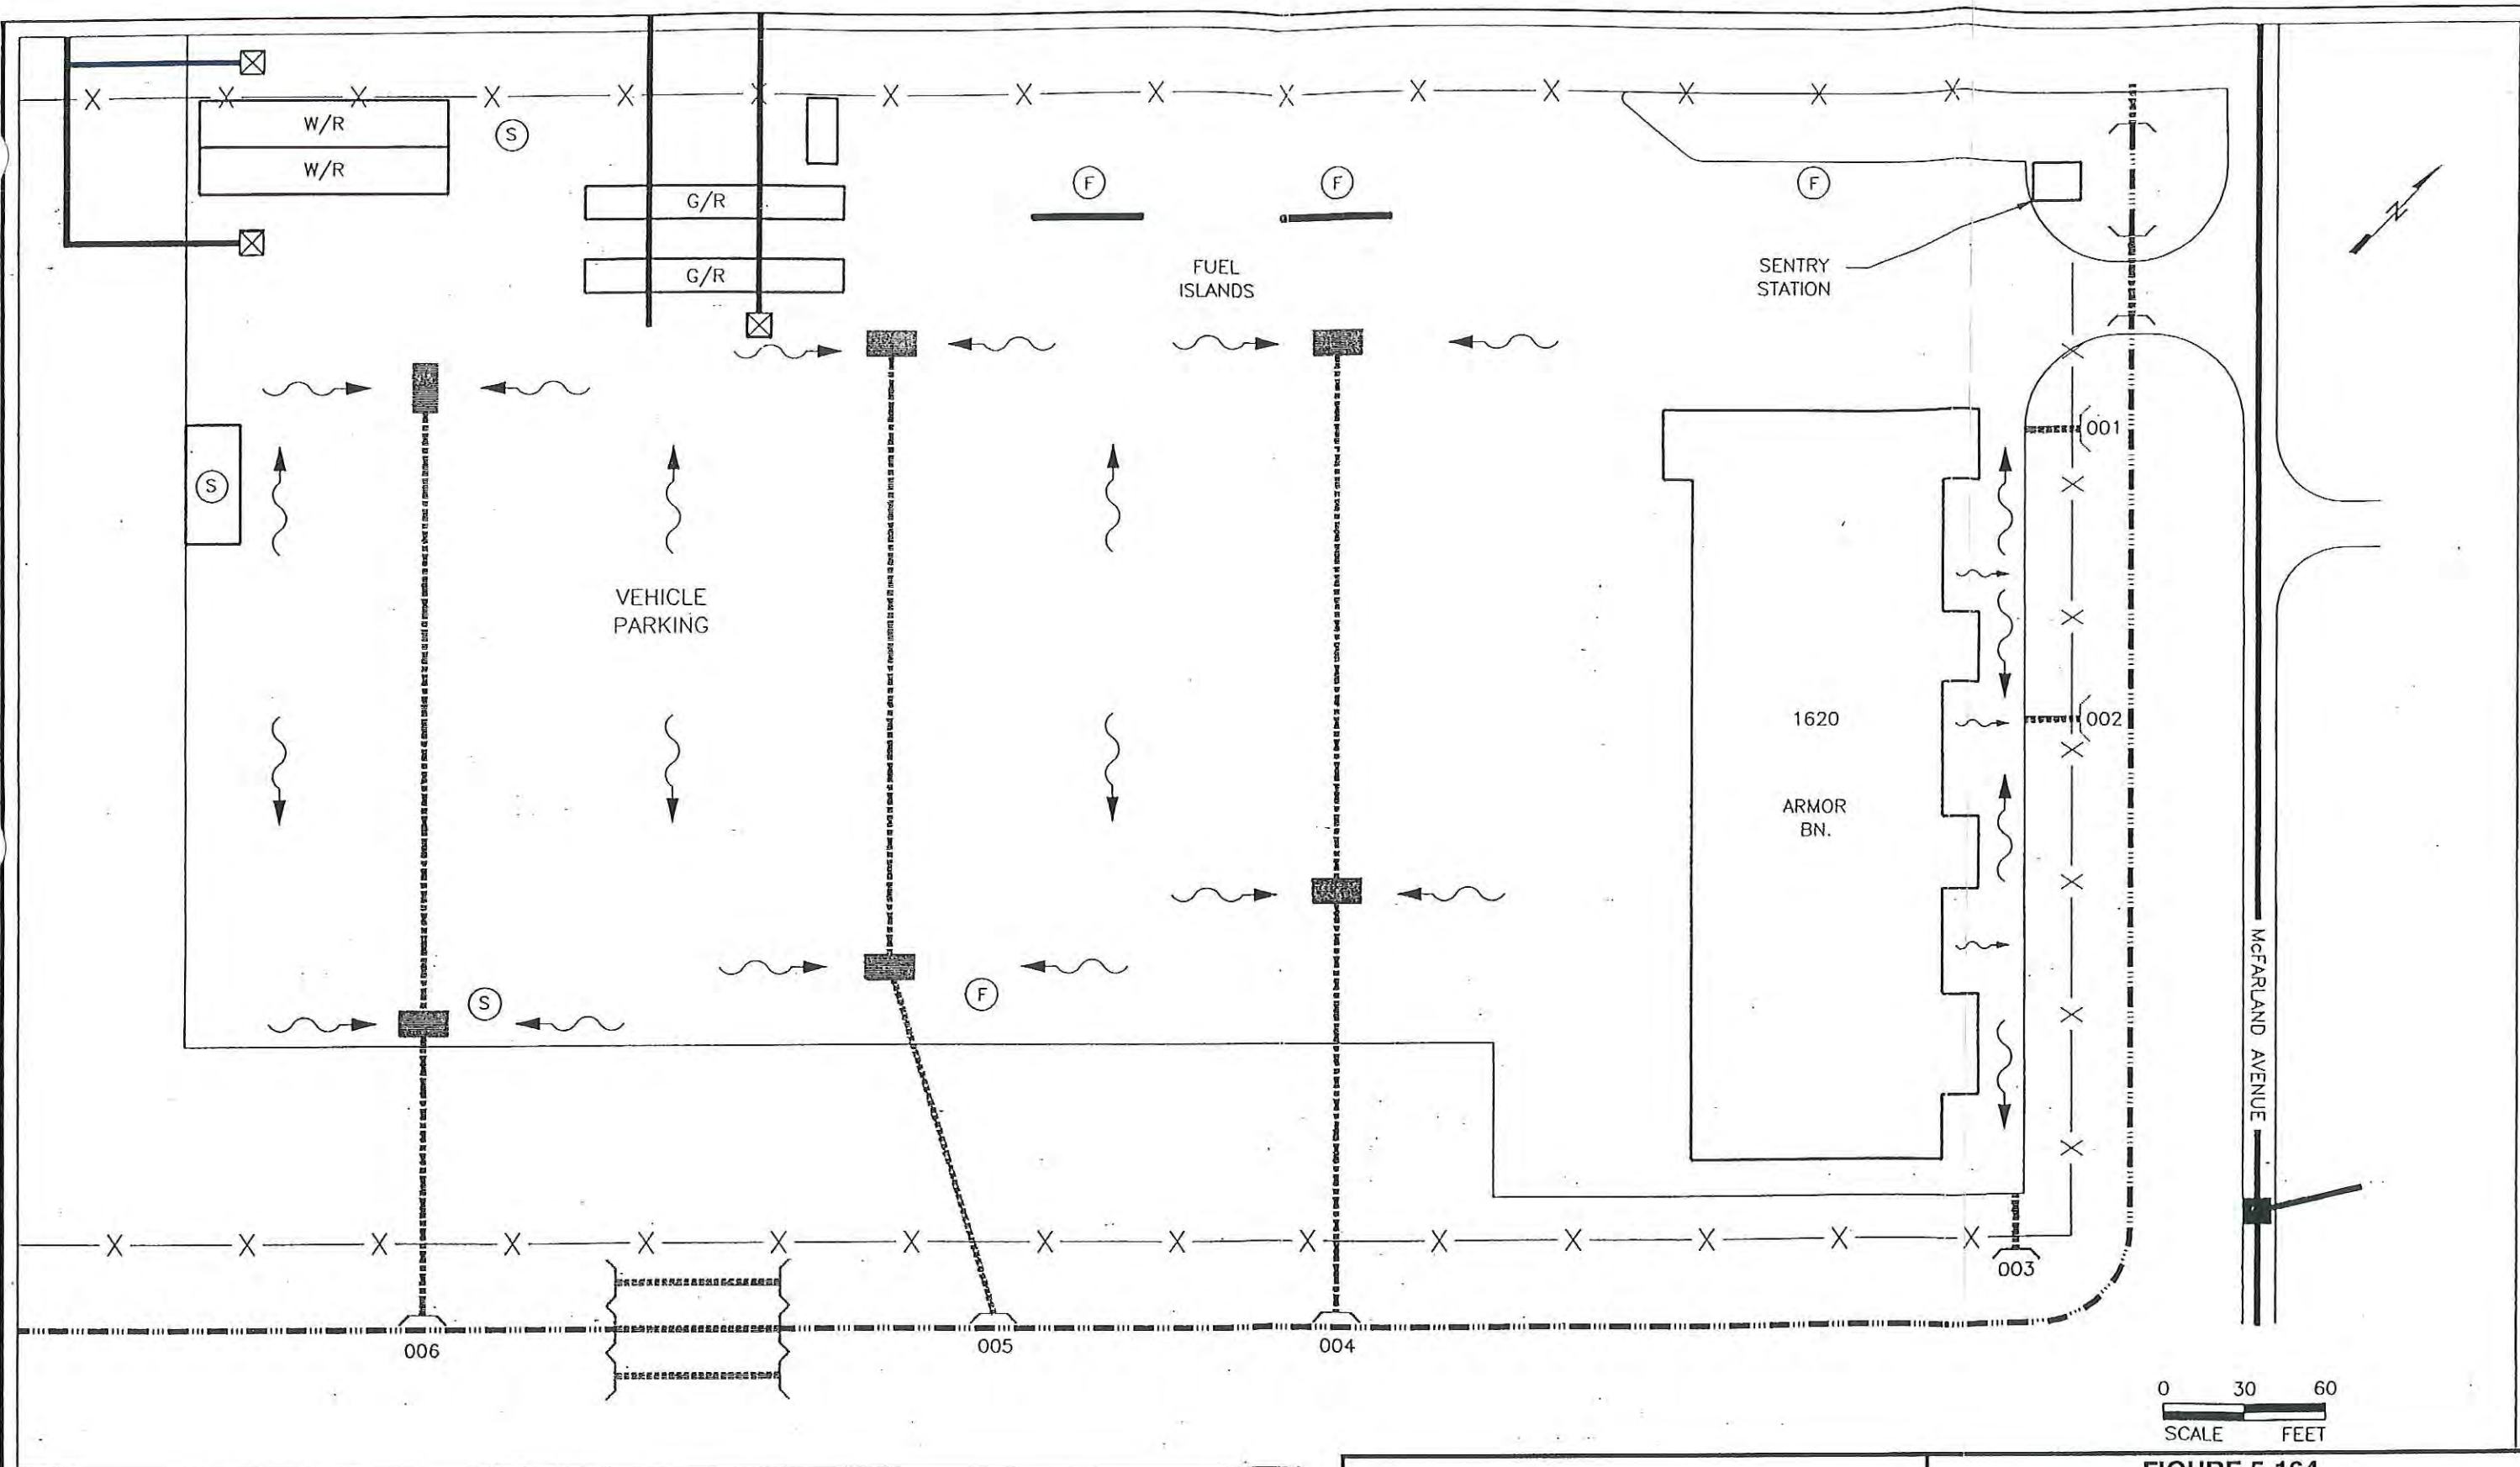 W/R
W/R
S
G/R
G/R
F
F
F
FUEL
ISLANDS
SENTRY
STATION
N
S
001
VEHICLE
PARKING
002
1620
ARMOR
BN.
S
F
McFARLAND AVENUE
003
006
005
004
0 30 60
SCALE FEET
FIGURE 5-164